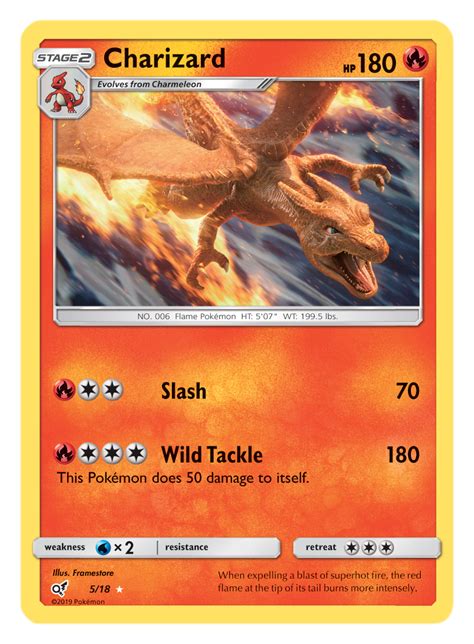 STAGE2 Charizard HP180
Evolves from Charmeleon
NO. 006 Flame Pokémon HT: 5'07" WT: 199.5 lbs.
Slash 70
Wild Tackle 180
This Pokémon does 50 damage to itself.
weakness ×2 resistance retreat
Illus. Framestore
5/18
©2019 Pokémon
When expelling a blast of superhot fire, the red
flame at the tip of its tail burns more intensely.